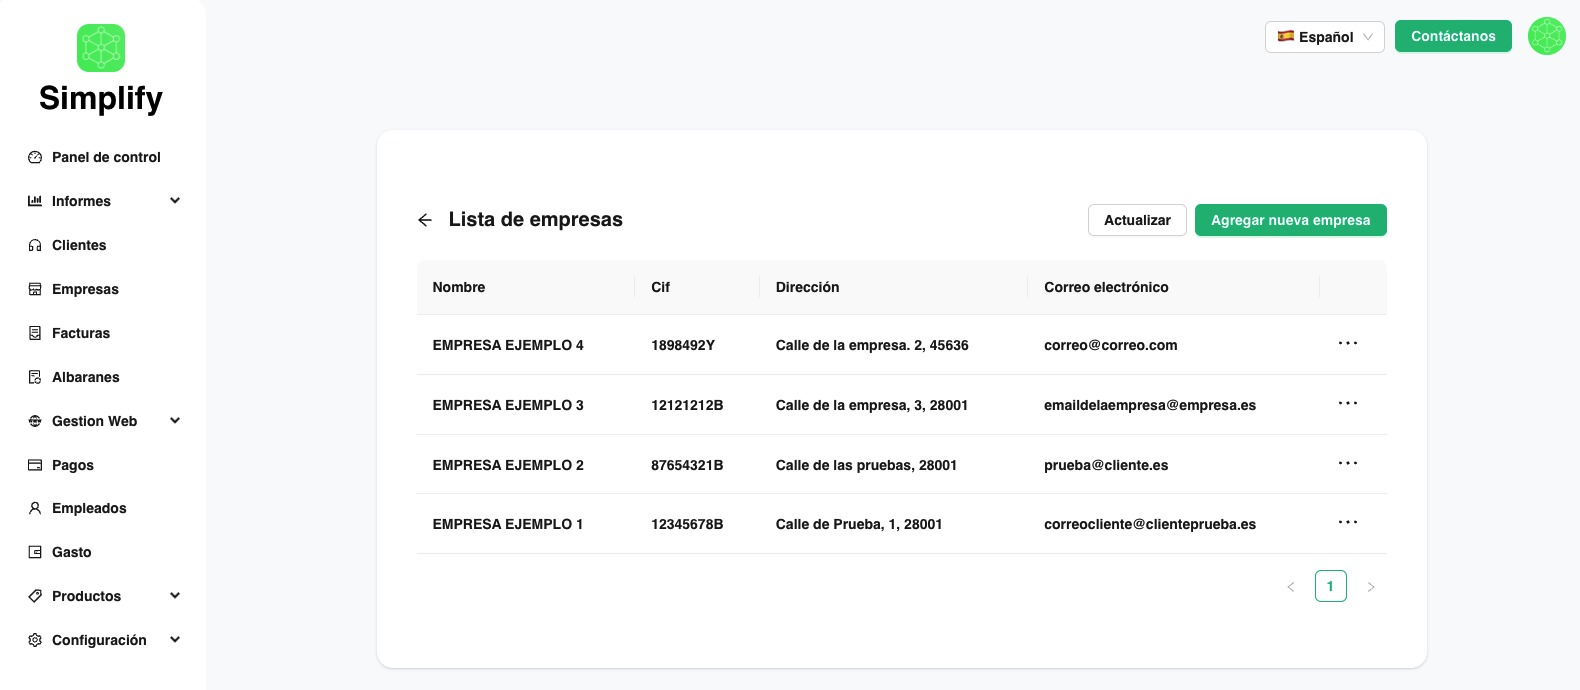 Simplify
Panel de control
Informes
Clientes
Empresas
Facturas
Albaranes
Gestion Web
Pagos
Empleados
Gasto
Productos
Configuración
Español
Contáctanos
Lista de empresas
Actualizar
Agregar nueva empresa
Nombre Cif Dirección Correo electrónico
EMPRESA EJEMPLO 4 1898492Y Calle de la empresa. 2, 45636 correo@correo.com
EMPRESA EJEMPLO 3 12121212B Calle de la empresa, 3, 28001 emaildelaempresa@empresa.es
EMPRESA EJEMPLO 2 87654321B Calle de las pruebas, 28001 prueba@cliente.es
EMPRESA EJEMPLO 1 12345678B Calle de Prueba, 1, 28001 correocliente@clienteprueba.es
1